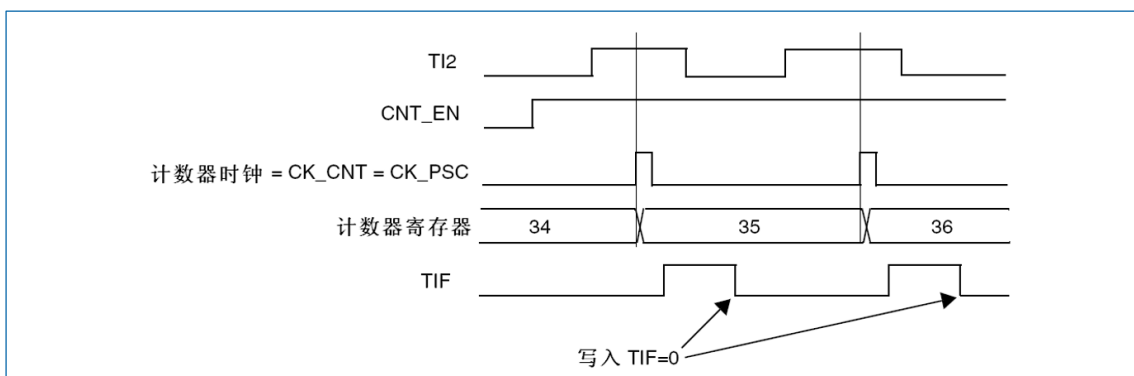 TI2
CNT_EN
计数器时钟 = CK_CNT = CK_PSC
计数器寄存器 34 35 36
TIF
写入 TIF=0